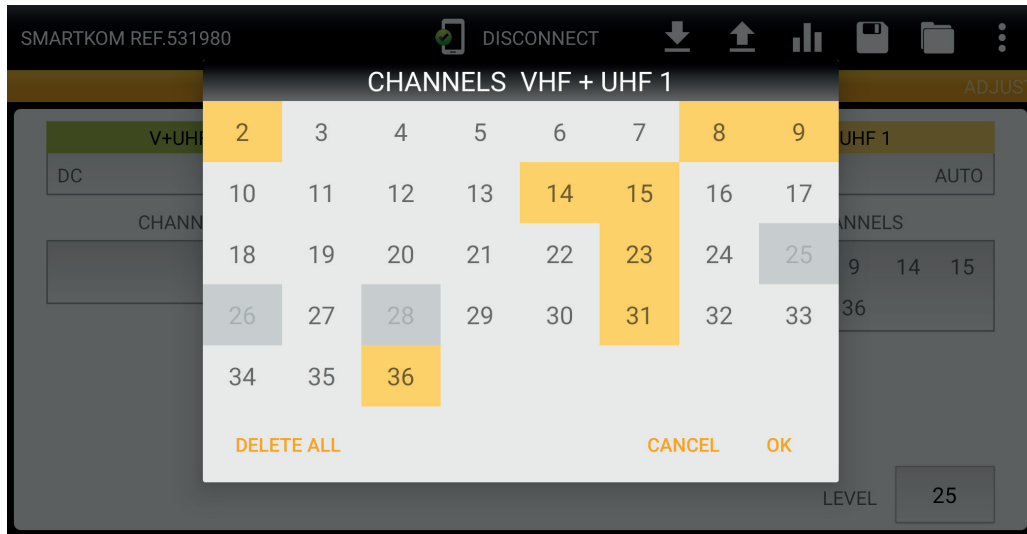 SMARTKOM REF.531980 DISCONNECT
ADJUS
CHANNELS VHF + UHF 1
V+UHF UHF 1
2 3 4 5 6 7 8 9
DC AUTO
10 11 12 13 14 15 16 17
CHANN ANNELS
18 19 20 21 22 23 24 25
9 14 15
26 27 28 29 30 31 32 33
36
34 35 36
DELETE ALL CANCEL OK
LEVEL 25